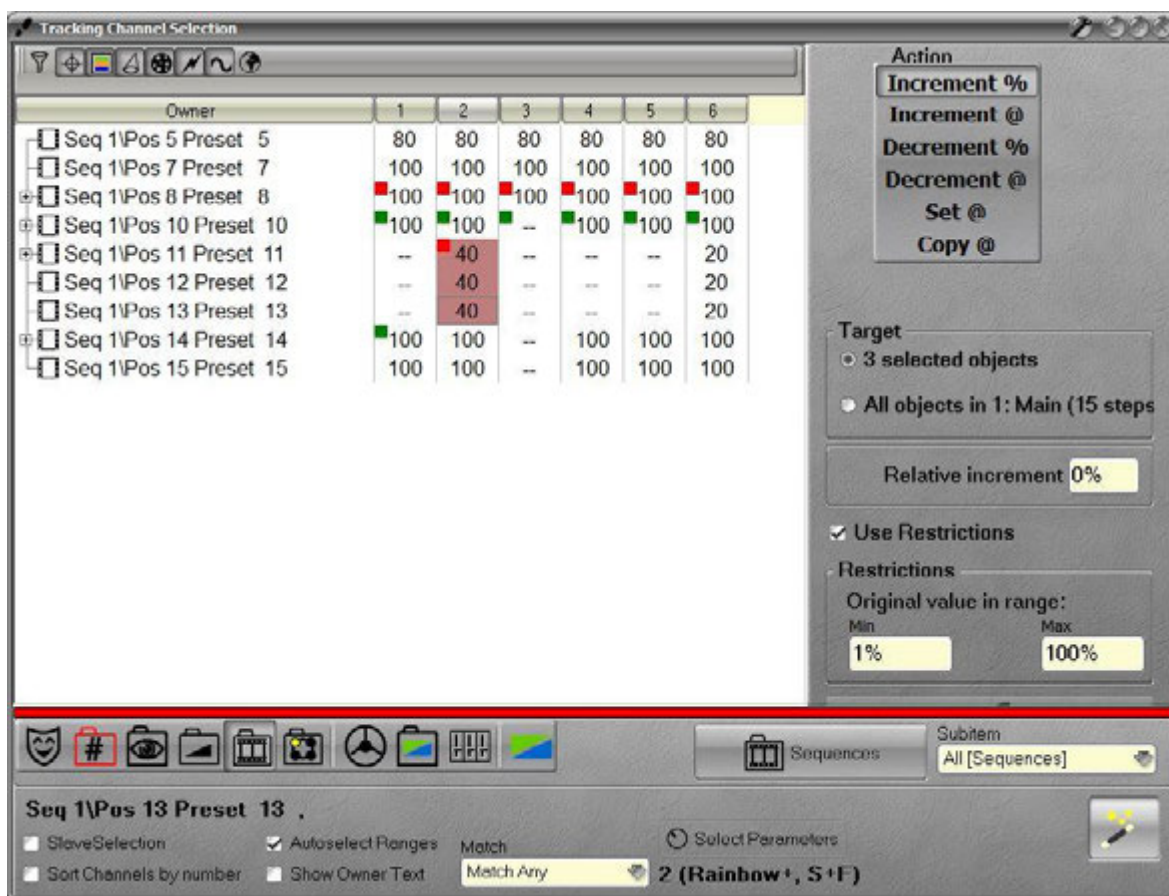 Tracking Channel Selection
Owner 1 2 3 4 5 6
Seq 1\Pos 5 Preset 5 80 80 80 80 80 80
Seq 1\Pos 7 Preset 7 100 100 100 100 100 100
Seq 1\Pos 8 Preset 8 100 100 100 100 100 100
Seq 1\Pos 10 Preset 10 100 100 -- 100 100 100
Seq 1\Pos 11 Preset 11 -- 40 -- -- -- 20
Seq 1\Pos 12 Preset 12 -- 40 -- -- -- 20
Seq 1\Pos 13 Preset 13 -- 40 -- -- -- 20
Seq 1\Pos 14 Preset 14 100 100 -- 100 100 100
Seq 1\Pos 15 Preset 15 100 100 -- 100 100 100
Action
Increment %
Increment @
Decrement %
Decrement @
Set @
Copy @
Target
3 selected objects
All objects in 1: Main (15 steps
Relative increment 0%
Use Restrictions
Restrictions
Original value in range:
Min Max
1% 100%
#
Sequences
Subitem
All [Sequences]
Seq 1\Pos 13 Preset 13 .
SlaveSelection
Autoselect Ranges
Match
Select Parameters
Sort Channels by number
Show Owner Text
Match Any
2 (Rainbow+, S+F)